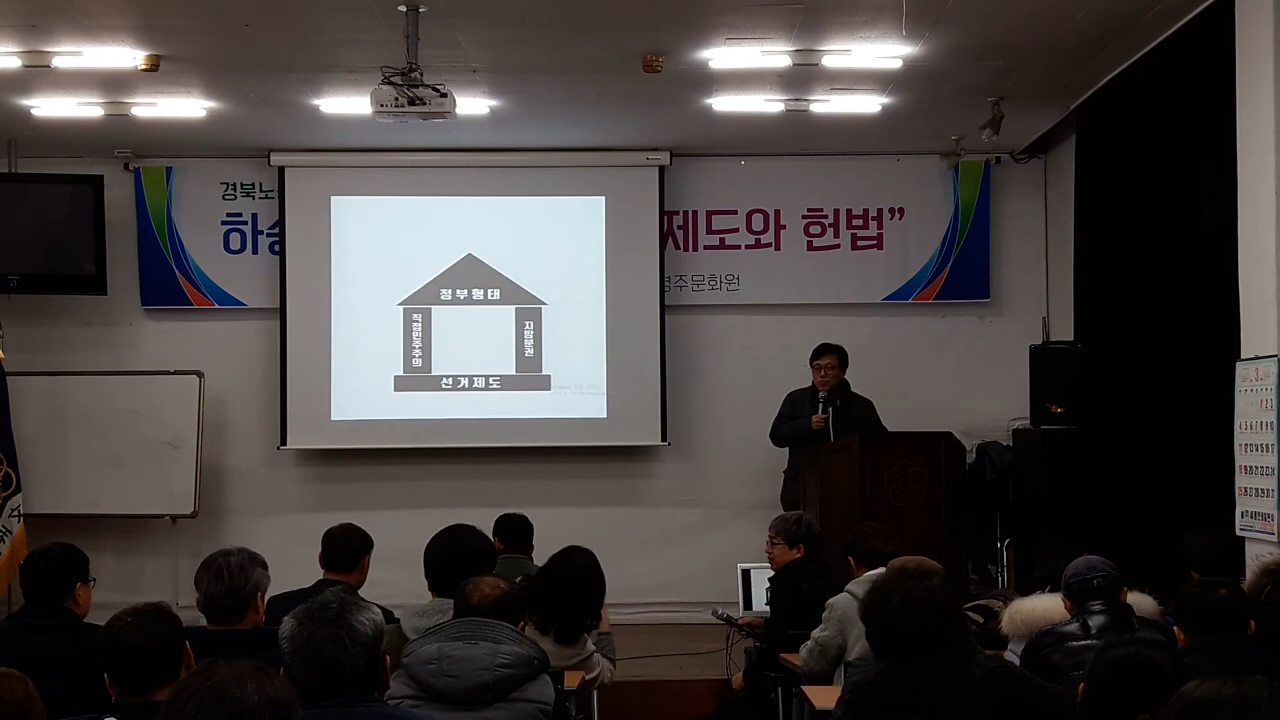 경북노
하승
제도와 헌법”
경주문화원
정부형태
직접민주주의
지방분권
선거제도
3